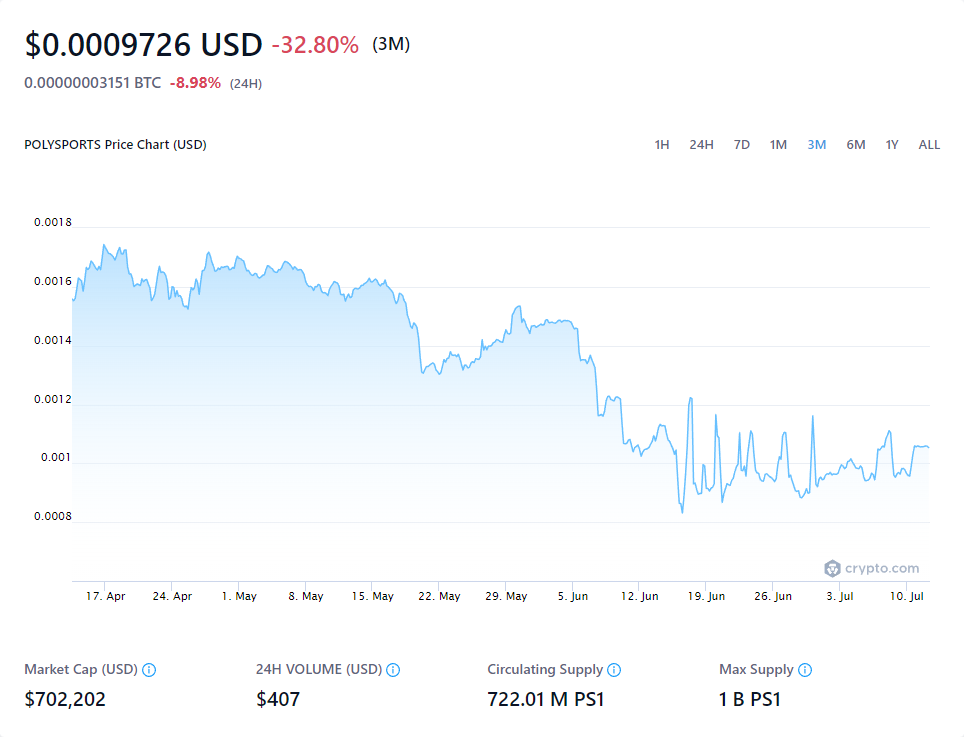 $0.0009726 USD -32.80% (3M)
0.00000003151 BTC -8.98% (24H)
POLYSPORTS Price Chart (USD) 1H 24H 7D 1M 3M 6M 1Y ALL
0.0018
0.0016
0.0014
0.0012
0.001
0.0008
crypto.com
17. Apr 24. Apr 1. May 8. May 15. May 22. May 29. May 5. Jun 12. Jun 19. Jun 26. Jun 3. Jul 10. Jul
Market Cap (USD) 24H VOLUME (USD) Circulating Supply Max Supply
$702,202 $407 722.01 M PS1 1 B PS1